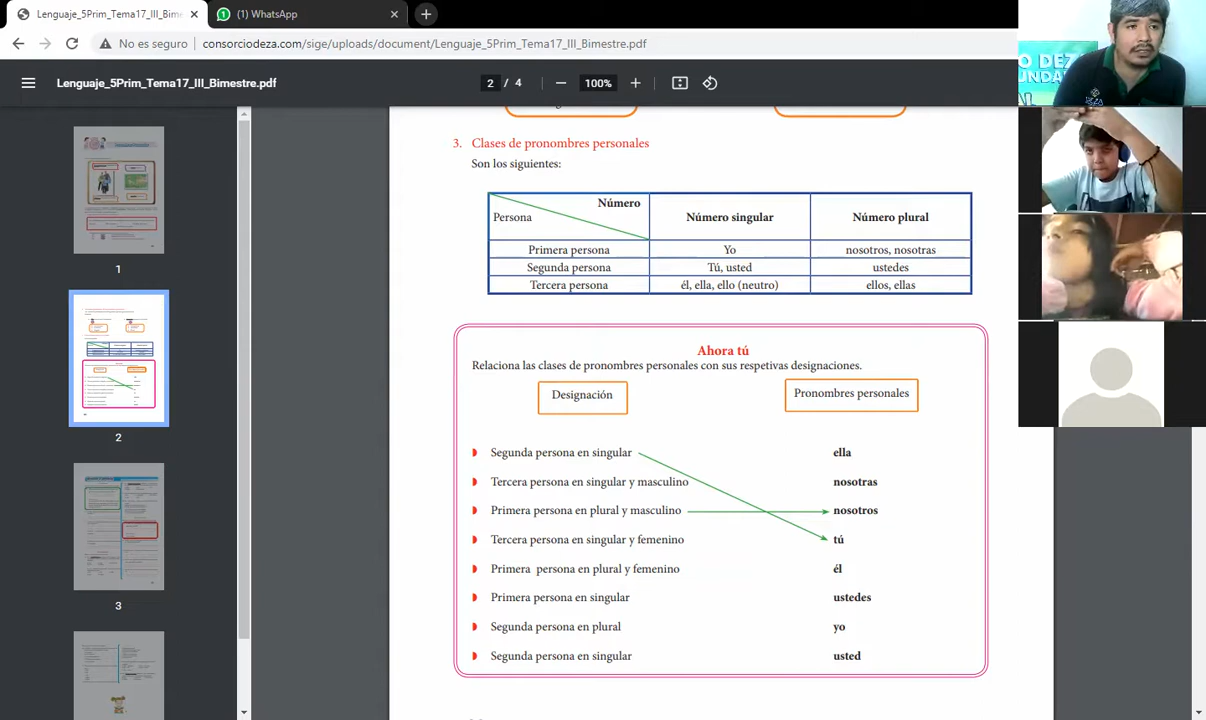 Lenguaje_5Prim_Tema17_III_Bime
(1) WhatsApp
No es seguro
consorciodeza.com/sige/uploads/document/Lenguaje_5Prim_Tema17_III_Bimestre.pdf
Lenguaje_5Prim_Tema17_III_Bimestre.pdf
2 / 4
100%
1
2
3
3. Clases de pronombres personales
Son los siguientes:
Número
Persona
Número singular
Número plural
Primera persona
Yo
nosotros, nosotras
Segunda persona
Tú, usted
ustedes
Tercera persona
él, ella, ello (neutro)
ellos, ellas
Ahora tú
Relaciona las clases de pronombres personales con sus respetivas designaciones.
Designación
Pronombres personales
Segunda persona en singular
ella
Tercera persona en singular y masculino
nosotras
Primera persona en plural y masculino
nosotros
Tercera persona en singular y femenino
tú
Primera persona en plural y femenino
él
Primera persona en singular
ustedes
Segunda persona en plural
yo
Segunda persona en singular
usted